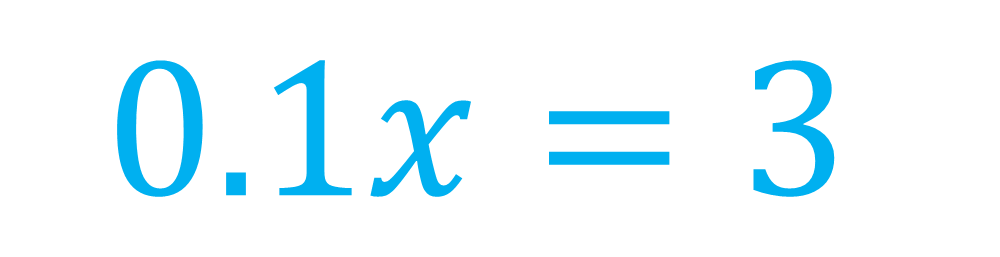 0.1x = 3